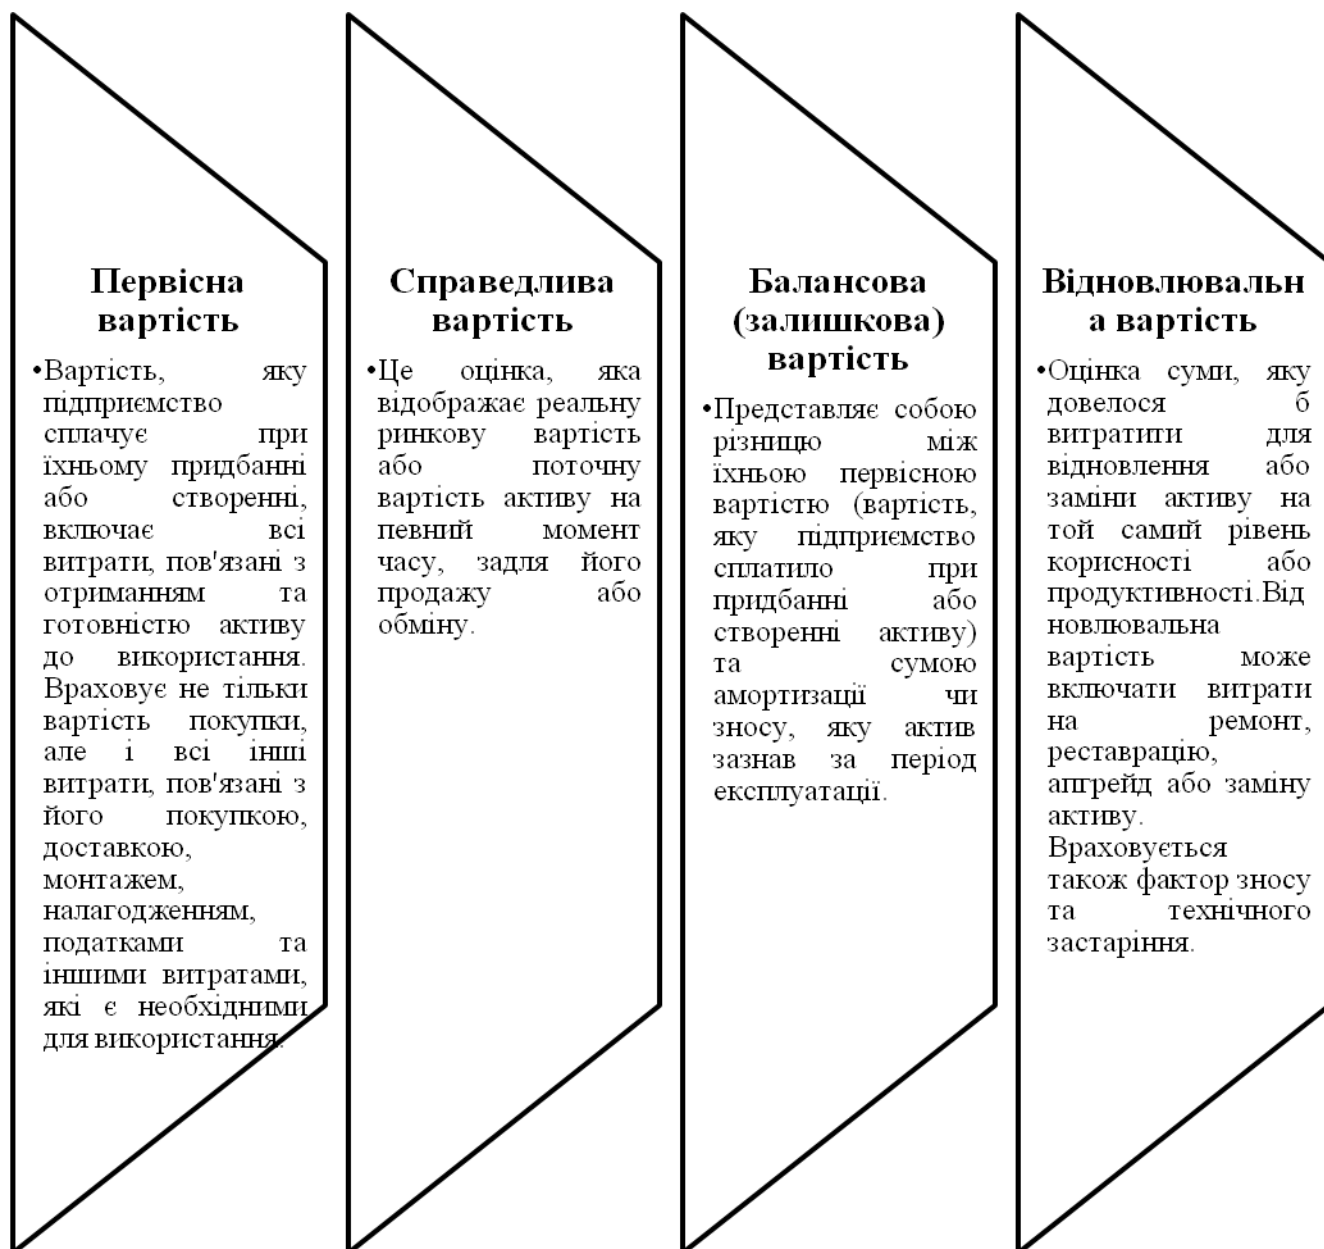 Первісна
вартість
•Вартість, яку
підприємство
сплачує при
їхньому придбанні
або створенні,
включає всі
витрати, пов'язані з
отриманням та
готовністю активу
до використання.
Враховує не тільки
вартість покупки,
але і всі інші
витрати, пов'язані з
його покупкою,
доставкою,
монтажем,
налагодженням,
податками та
іншими витратами,
які є необхідними
для використання.
Справедлива
вартість
•Це оцінка, яка
відображає реальну
ринкову вартість
або поточну
вартість активу на
певний момент
часу, задля його
продажу або
обміну.
Балансова
(залишкова)
вартість
•Представляє собою
різницю між
їхньою первісною
вартістю (вартість,
яку підприємство
сплатило при
придбанні або
створенні активу)
та сумою
амортизації чи
зносу, яку актив
зазнав за період
експлуатації.
Відновлювальн
а вартість
•Оцінка суми, яку
довелося б
витратити для
відновлення або
заміни активу на
той самий рівень
корисності або
продуктивності.Від
новлювальна
вартість може
включати витрати
на ремонт,
реставрацію,
апгрейд або заміну
активу.
Враховується
також фактор зносу
та технічного
застаріння.